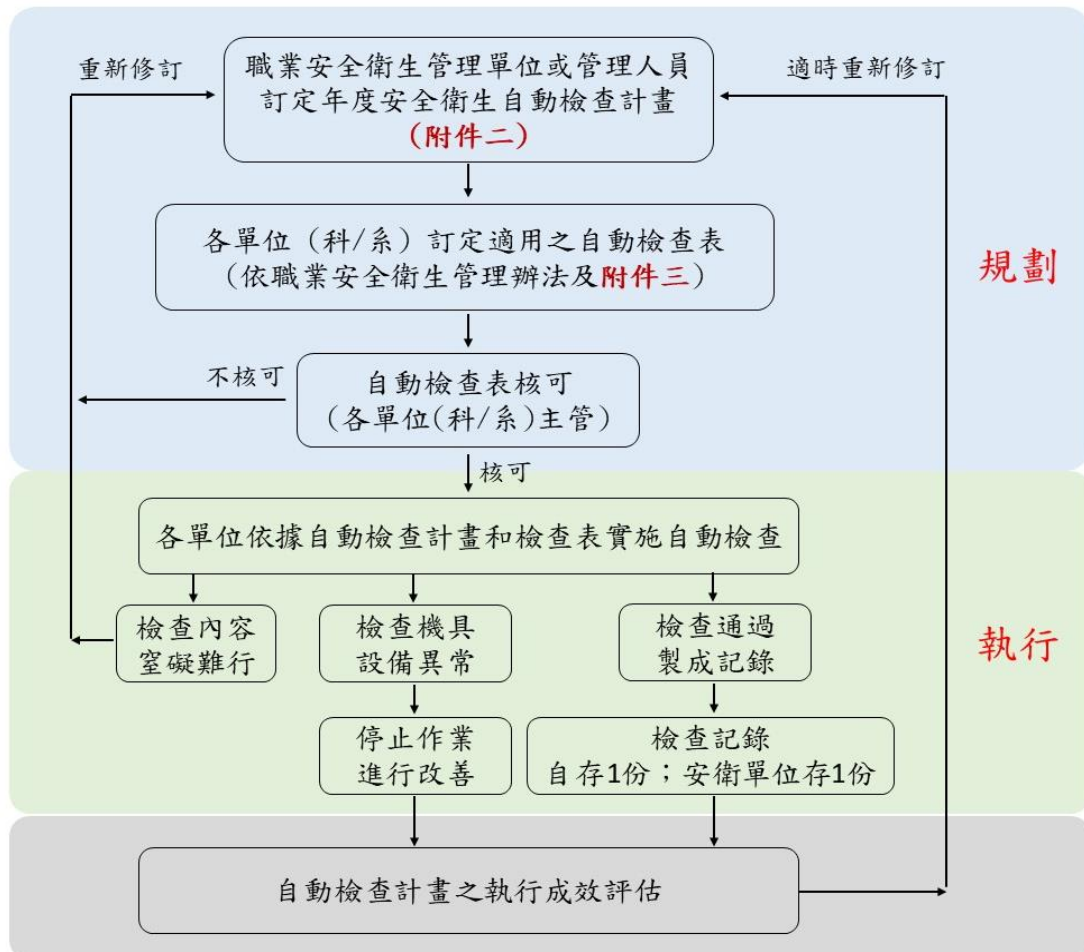 重新修訂
職業安全衛生管理單位或管理人員
訂定年度安全衛生自動檢查計畫
(附件二)
適時重新修訂
各單位（科/系）訂定適用之自動檢查表
(依職業安全衛生管理辦法及附件三)
規劃
不核可
自動檢查表核可
(各單位(科/系)主管)
核可
各單位依據自動檢查計畫和檢查表實施自動檢查
檢查內容
窒礙難行
檢查機具
設備異常
檢查通過
製成記錄
執行
停止作業
進行改善
檢查記錄
自存1份；安衛單位存1份
自動檢查計畫之執行成效評估